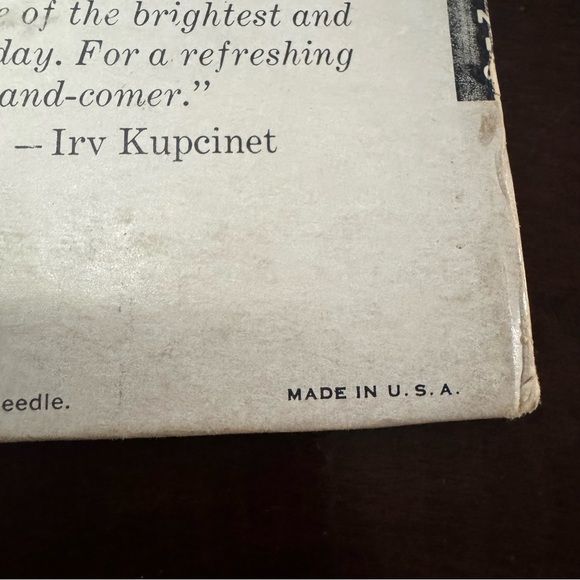 of the brightest and
day. For a refreshing
and-comer.”
— Irv Kupcinet
eedle.
MADE IN U. S. A.